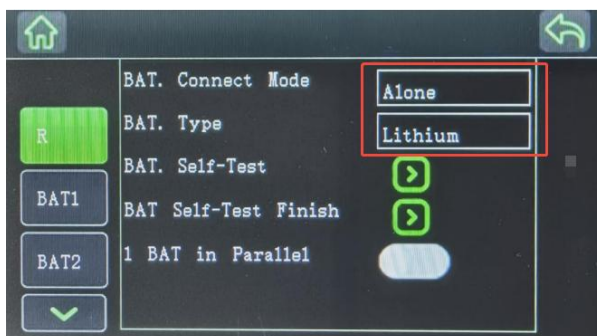 BAT. Connect Mode
Alone
R
BAT. Type
Lithium
BAT. Self-Test
BAT1
BAT Self-Test Finish
BAT2
1 BAT in Parallel